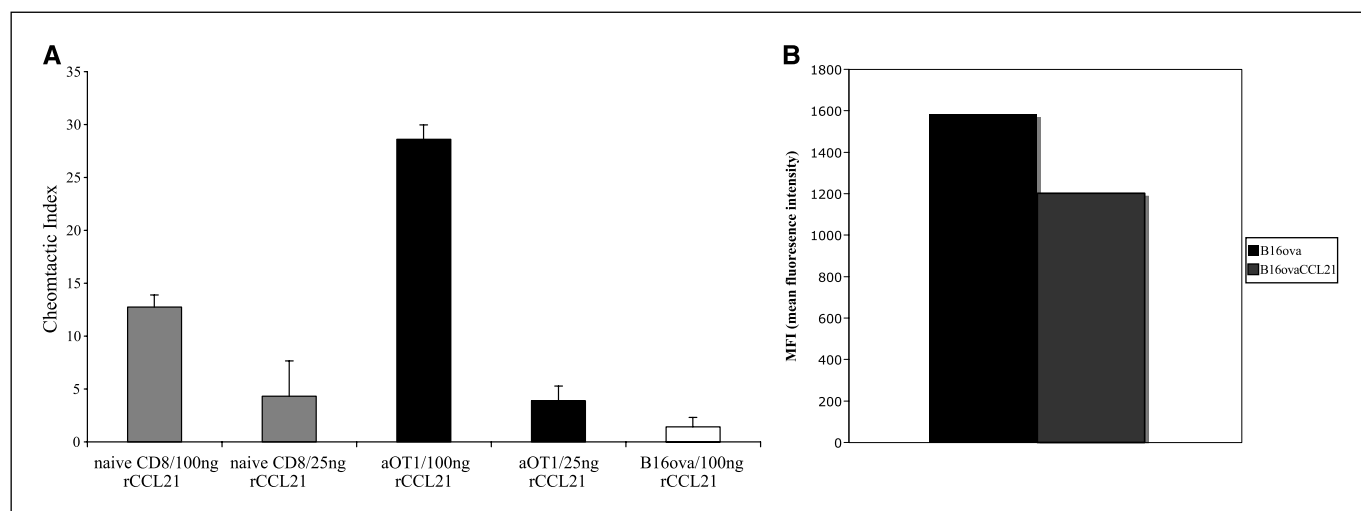 A
35
30
25
20
15
10
5
0
Cheomtactic Index
naive CD8/100ng
rCCL21
naive CD8/25ng
rCCL21
aOT1/100ng
rCCL21
aOT1/25ng
rCCL21
B16ova/100ng
rCCL21
B
1800
1600
1400
1200
1000
800
600
400
200
0
MFI (mean fluoresence intensity)
B16ova
B16ovaCCL21